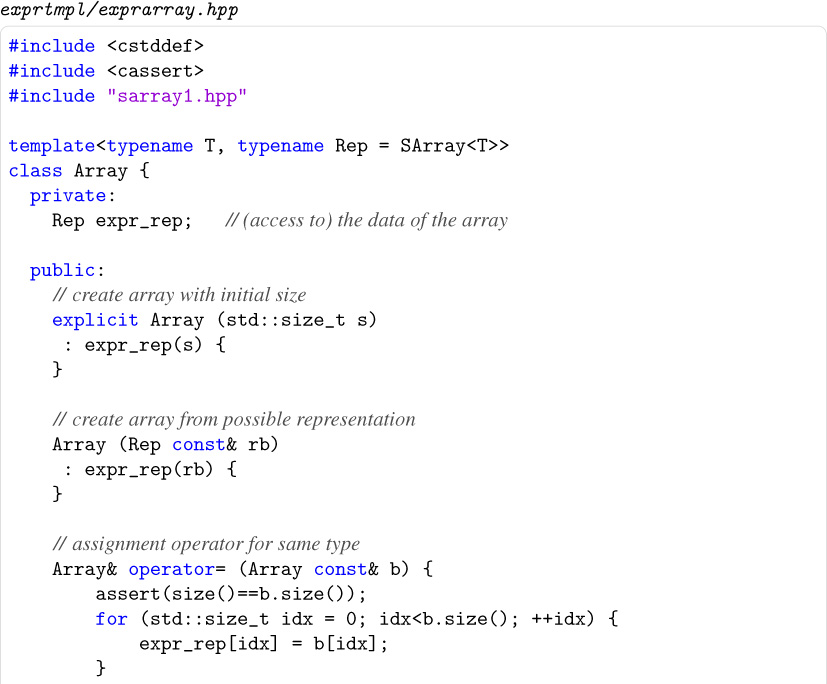 exprtmpl/exprarray.hpp
#include <cstddef>
#include <cassert>
#include "sarray1.hpp"
template<typename T, typename Rep = SArray<T>>
class Array {
private:
Rep expr_rep; // (access to) the data of the array
public:
// create array with initial size
explicit Array (std::size_t s)
: expr_rep(s) {
}
// create array from possible representation
Array (Rep const& rb)
: expr_rep(rb) {
}
// assignment operator for same type
Array& operator= (Array const& b) {
assert(size()==b.size());
for (std::size_t idx = 0; idx<b.size(); ++idx) {
expr_rep[idx] = b[idx];
}